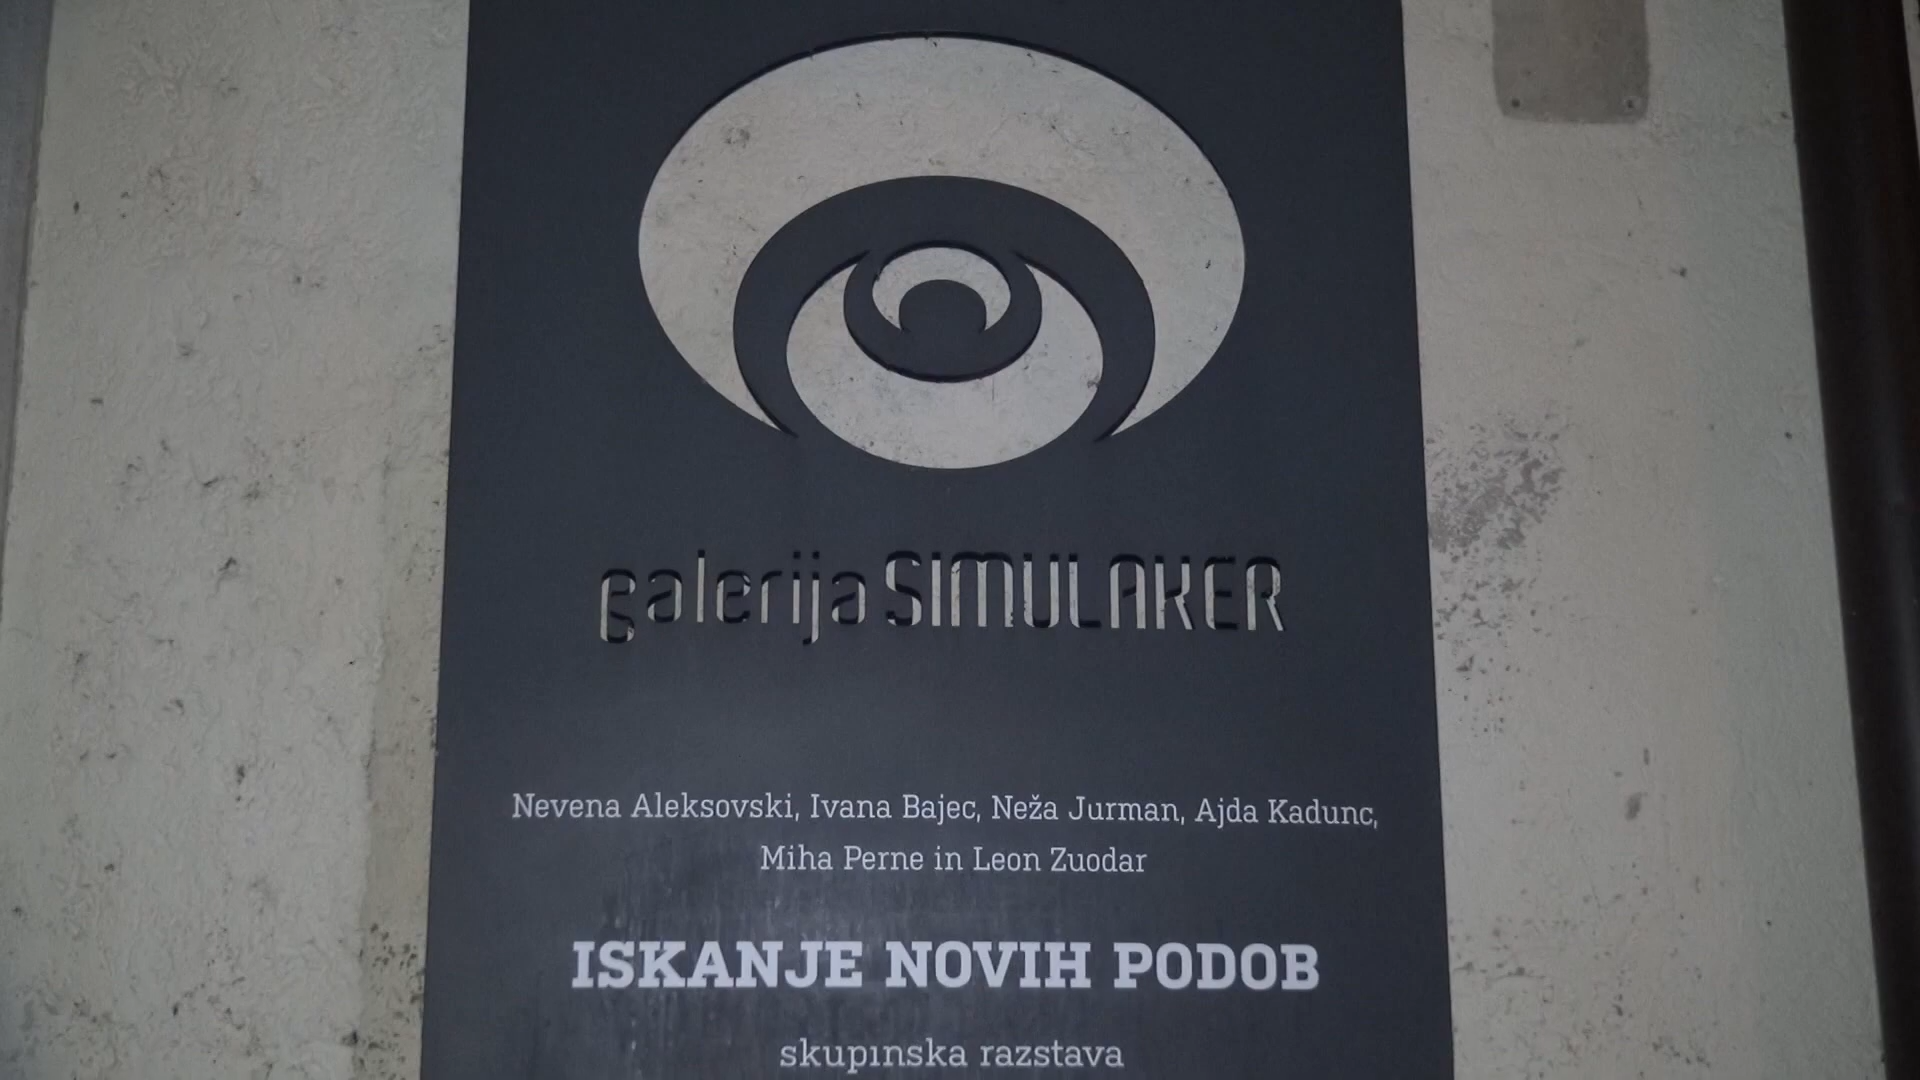 galerija SIMULAKER
Nevena Aleksovski, Ivana Bajec, Neža Jurman, Ajda Kadunc,
Miha Perne in Leon Zuodar
ISKANJE NOVIH PODOB
skupinska razstava